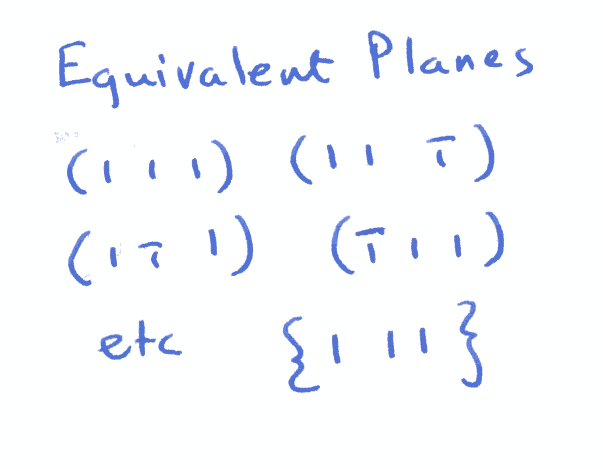 Equivalent Planes
(1 1 1) (1 1 1̅)
(1 1̅ 1) (1̅ 1 1)
etc {1 1 1}